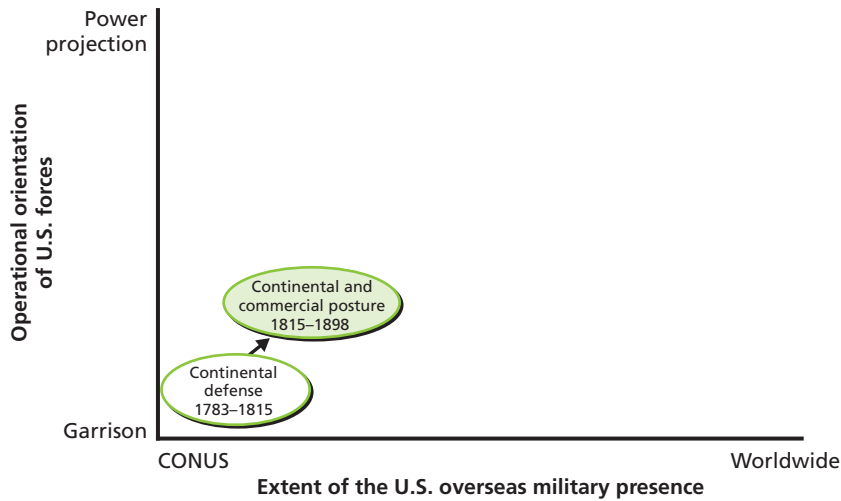 Power
projection
Operational orientation
of U.S. forces
Continental and
commercial posture
1815–1898
Continental
defense
1783–1815
Garrison
CONUS
Worldwide
Extent of the U.S. overseas military presence